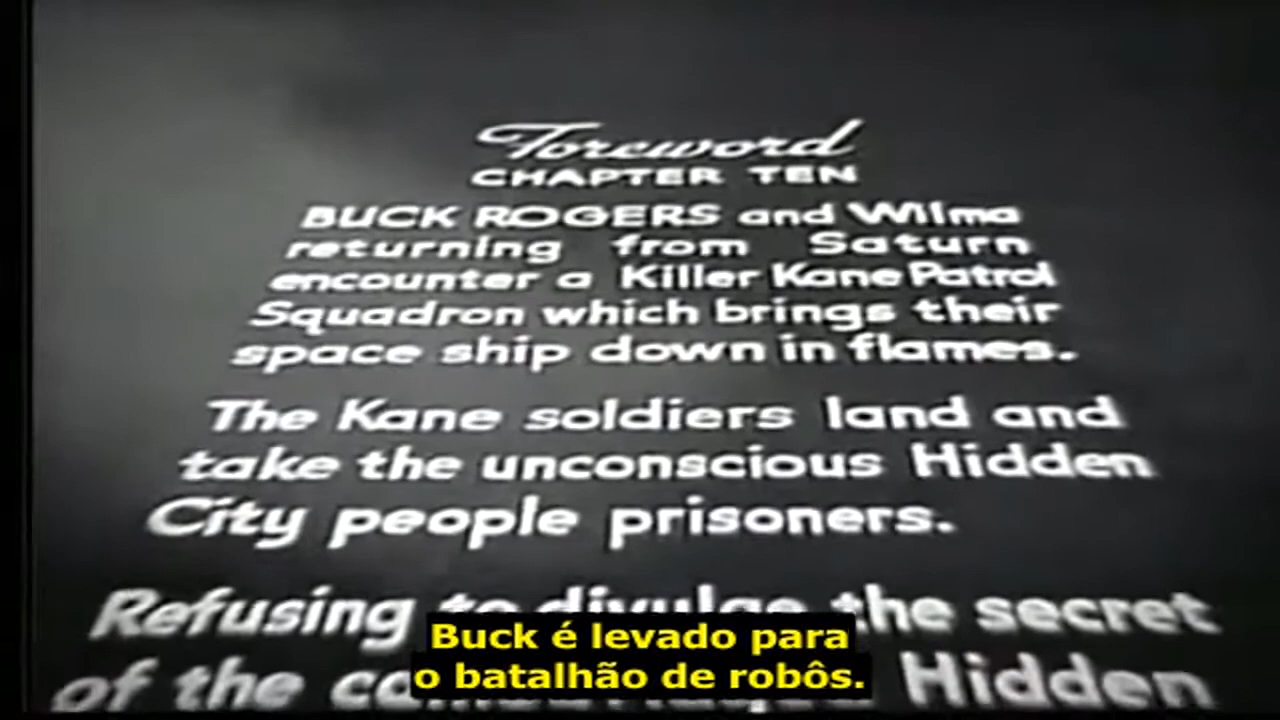 Foreword
CHAPTER TEN
BUCK ROGERS and Wilma
returning from Saturn
encounter a Killer Kane Patrol
Squadron which brings their
space ship down in flames.
The Kane soldiers land and
take the unconscious Hidden
City people prisoners.
Refusing to divulge the secret
of the Hidden
Buck é levado para
o batalhão de robôs.